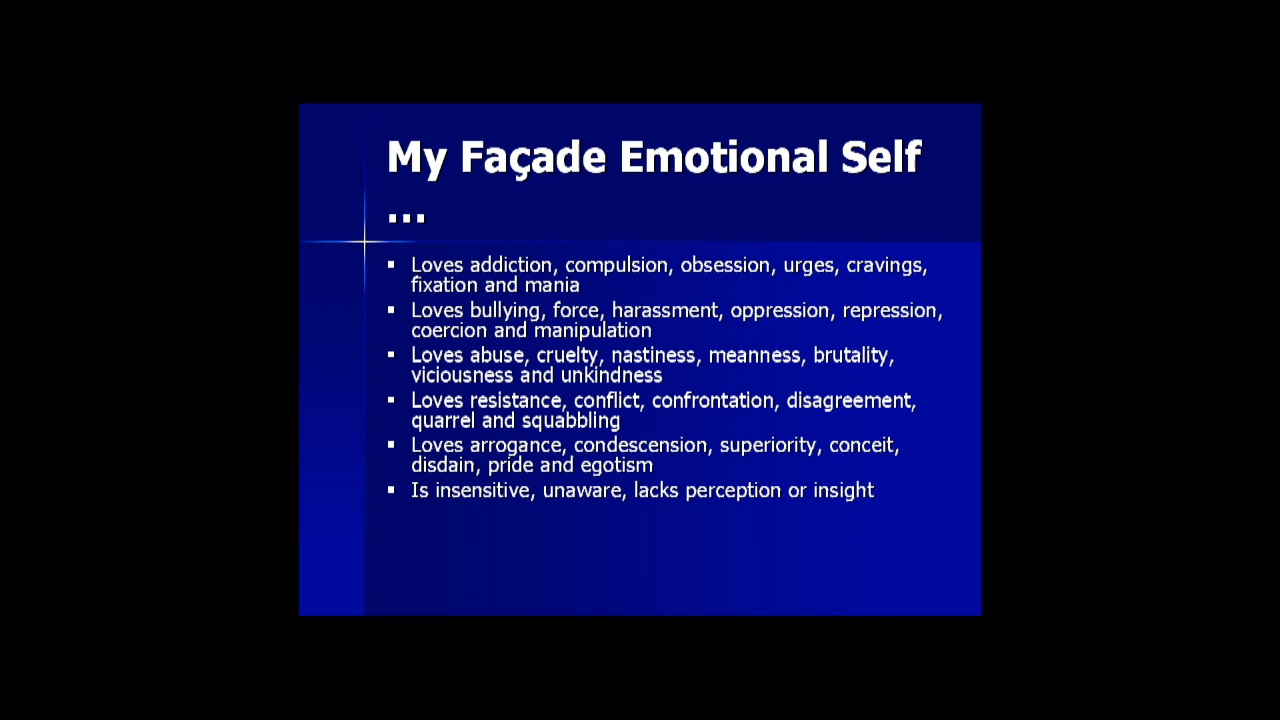 My Façade Emotional Self
...
▪ Loves addiction, compulsion, obsession, urges, cravings,
fixation and mania
▪ Loves bullying, force, harassment, oppression, repression,
coercion and manipulation
▪ Loves abuse, cruelty, nastiness, meanness, brutality,
viciousness and unkindness
▪ Loves resistance, conflict, confrontation, disagreement,
quarrel and squabbling
▪ Loves arrogance, condescension, superiority, conceit,
disdain, pride and egotism
▪ Is insensitive, unaware, lacks perception or insight